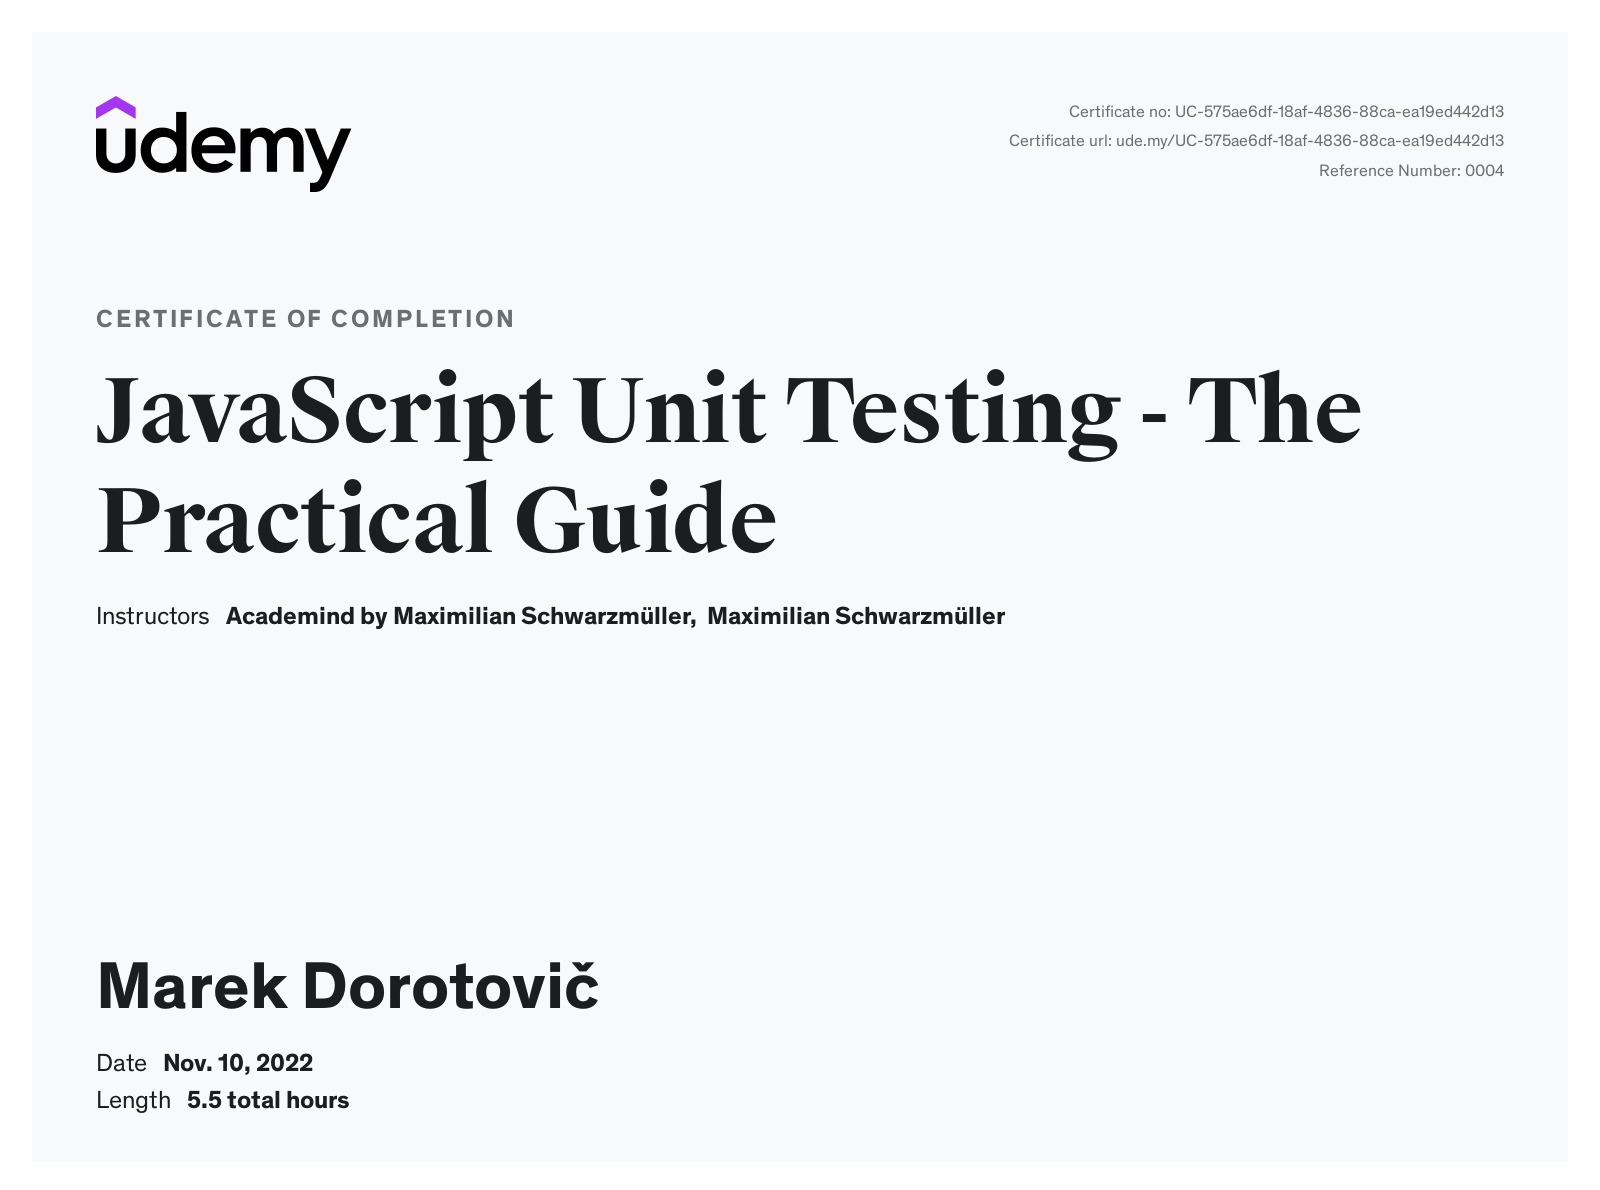 udemy
Certificate no: UC-575ae6df-18af-4836-88ca-ea19ed442d13
Certificate url: ude.my/UC-575ae6df-18af-4836-88ca-ea19ed442d13
Reference Number: 0004
CERTIFICATE OF COMPLETION
JavaScript Unit Testing - The
Practical Guide
Instructors Academind by Maximilian Schwarzmüller, Maximilian Schwarzmüller
Marek Dorotovič
Date Nov. 10, 2022
Length 5.5 total hours